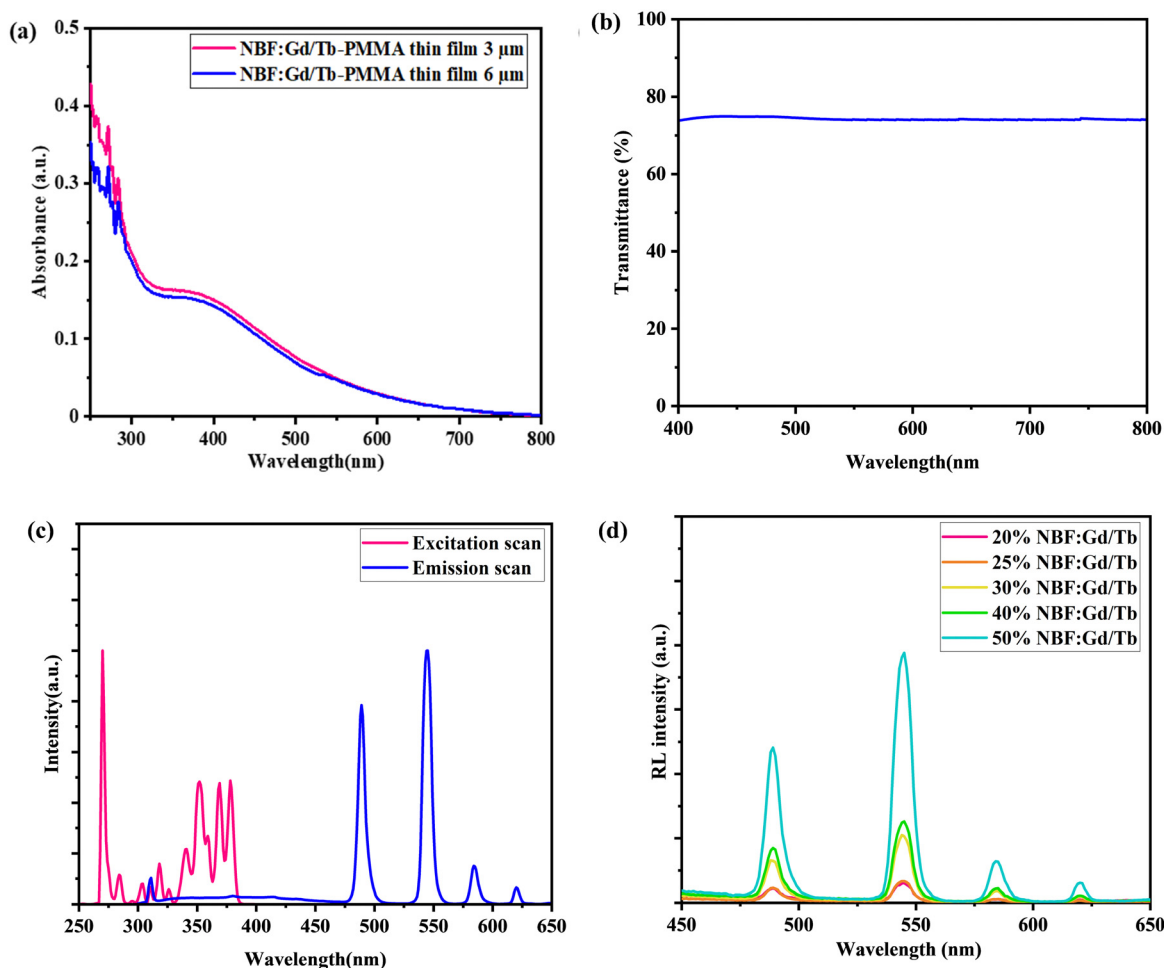 (a)
0.5
0.4
0.3
0.2
0.1
0
Absorbance (a.u.)
NBF:Gd/Tb-PMMA thin film 3 µm
NBF:Gd/Tb-PMMA thin film 6 µm
300 400 500 600 700 800
Wavelength(nm)
(b)
100
80
60
40
20
0
Transmittance (%)
400 500 600 700 800
Wavelength(nm
(c)
Intensity(a.u.)
Excitation scan
Emission scan
250 300 350 400 450 500 550 600 650
Wavelength(nm)
(d)
RL intensity (a.u.)
20% NBF:Gd/Tb
25% NBF:Gd/Tb
30% NBF:Gd/Tb
40% NBF:Gd/Tb
50% NBF:Gd/Tb
450 500 550 600 650
Wavelength (nm)